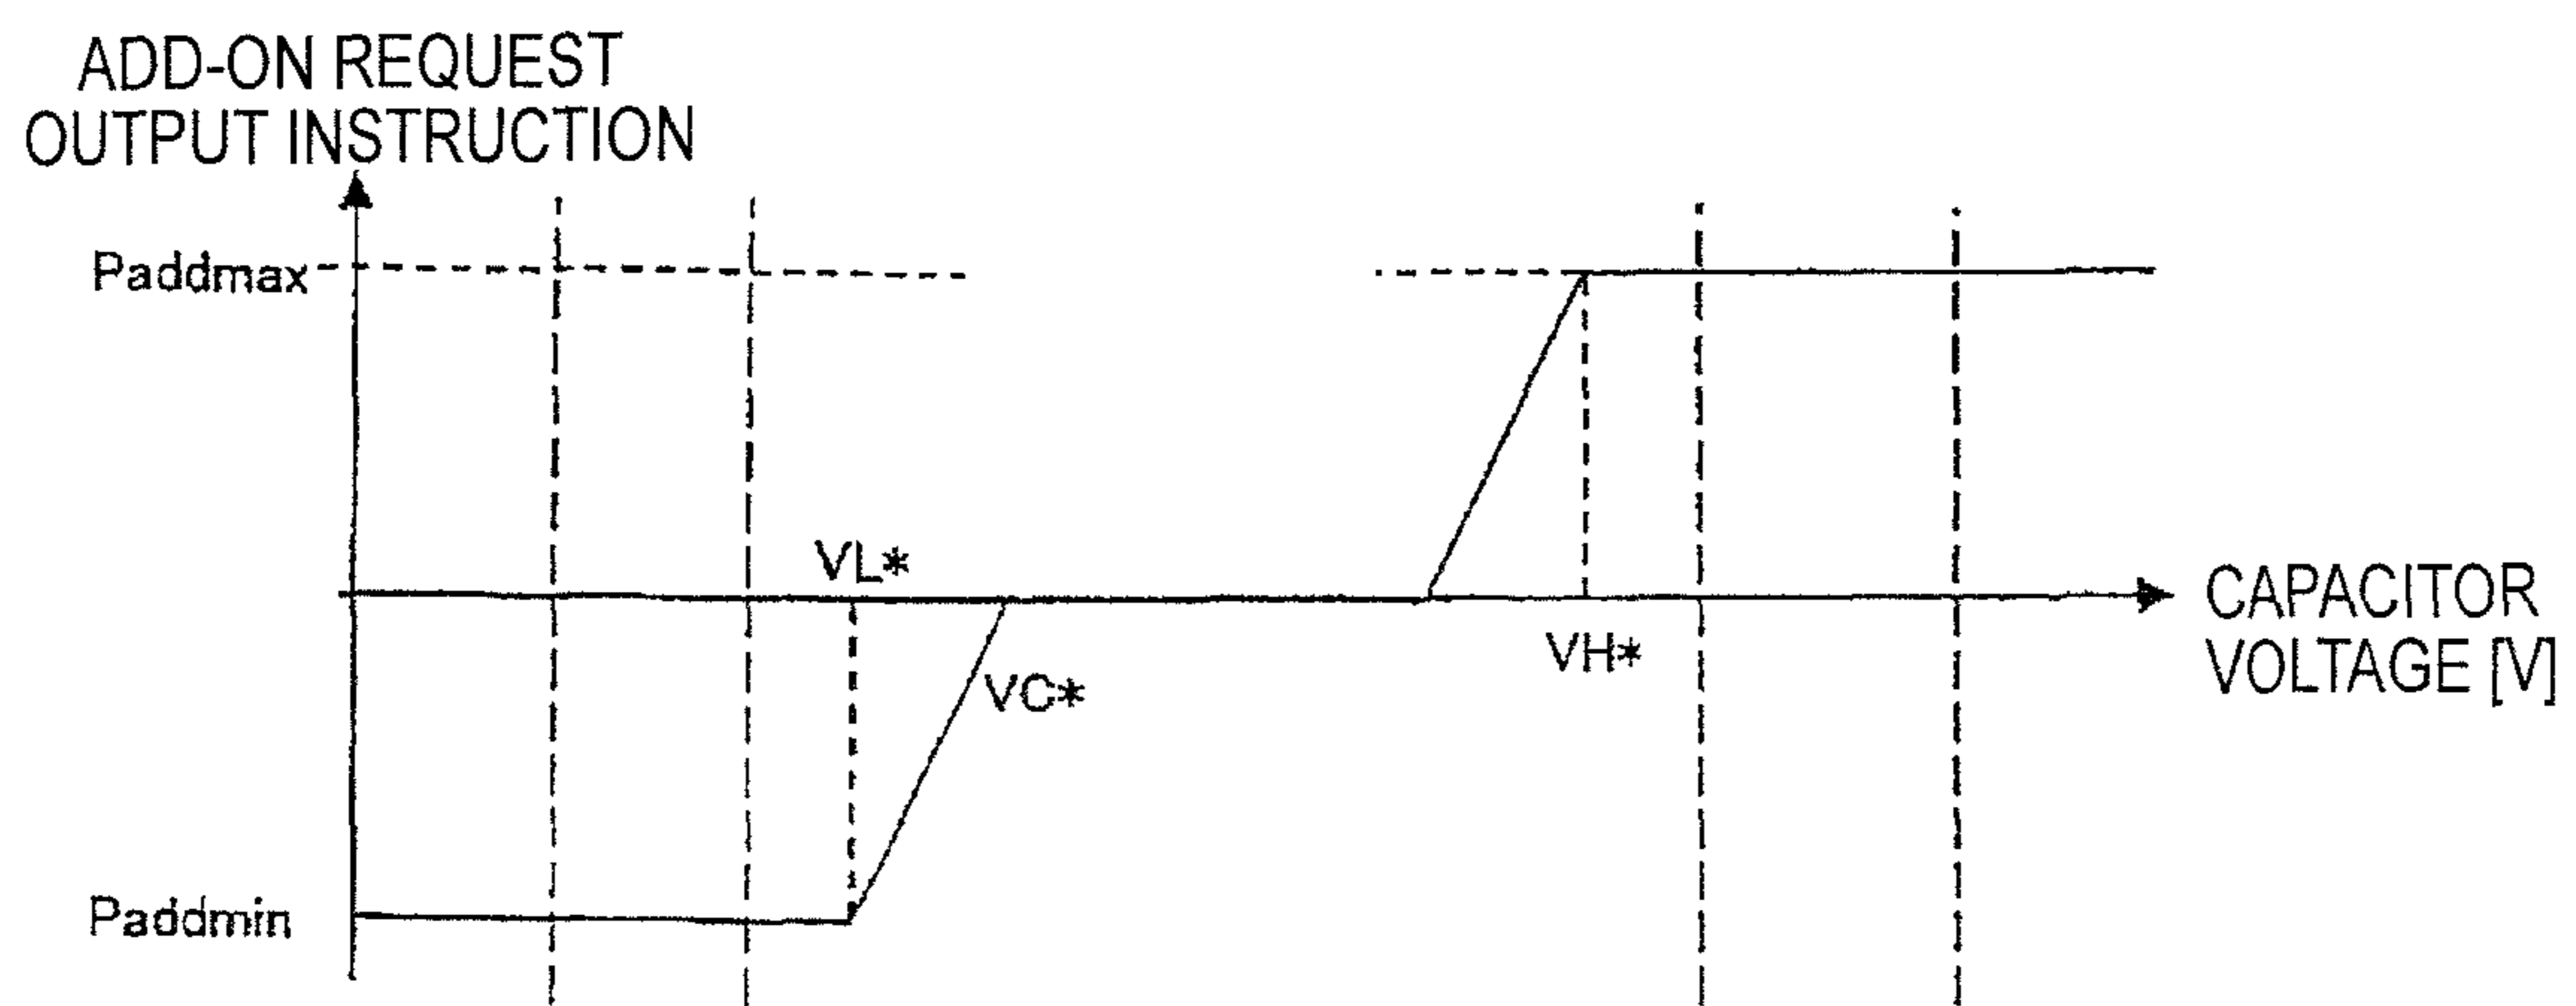 ADD-ON REQUEST
OUTPUT INSTRUCTION
Paddmax
VL*
CAPACITOR
VOLTAGE [V]
VH*
VC*
Paddmin